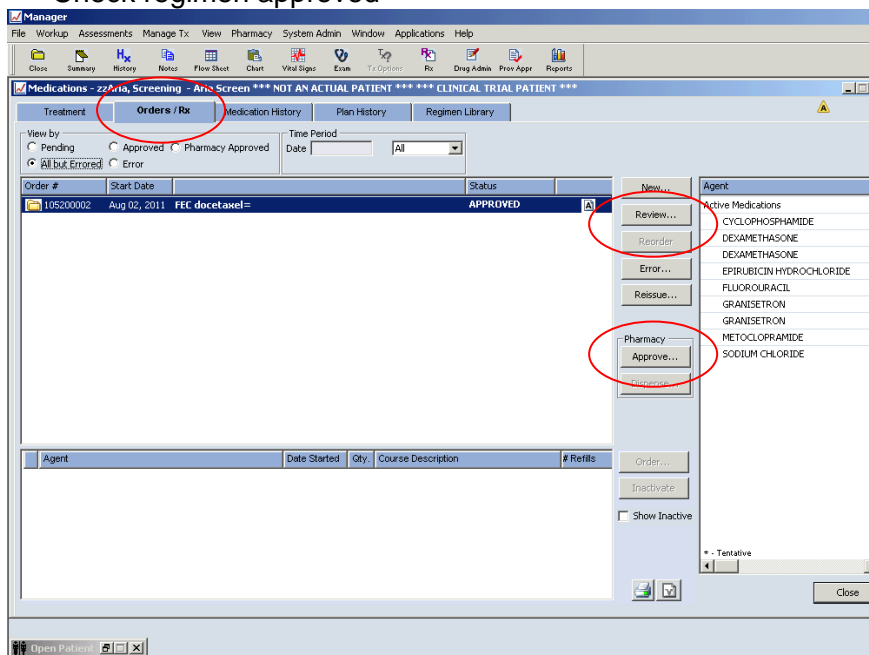 Check regimen approved
Manager
File Workup Assessments Manage Tx View Pharmacy System Admin Window Applications Help
Close Summary History Notes Flow Sheet Chart Vital Signs Exam Tx Options Rx Drug Admin Prov Appr Reports
Medications - zzAria, Screening - Aria Screen *** NOT AN ACTUAL PATIENT *** *** CLINICAL TRIAL PATIENT ***
Treatment Orders / Rx Medication History Plan History Regimen Library
View by
Pending Approved Pharmacy Approved
All but Errored Error
Time Period
Date All
Order # Start Date Status
105200002 Aug 02, 2011 FEC docetaxel= APPROVED A
New...
Review...
Reorder
Error...
Reissue...
Pharmacy
Approve...
Dispense...
Agent
Active Medications
CYCLOPHOSPHAMIDE
DEXAMETHASONE
DEXAMETHASONE
EPIRUBICIN HYDROCHLORIDE
FLUOROURACIL
GRANISETRON
GRANISETRON
METOCLOPRAMIDE
SODIUM CHLORIDE
Agent Date Started Qty. Course Description # Refills
Order...
Inactivate
Show Inactive
* - Tentative
Close
Open Patient